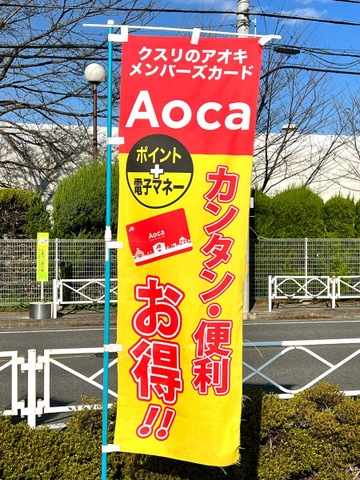 クスリのアオキ
メンバーズカード
Aoca
ポイント
+
電子マネー
Aoca
カンタン・便利
お得!!